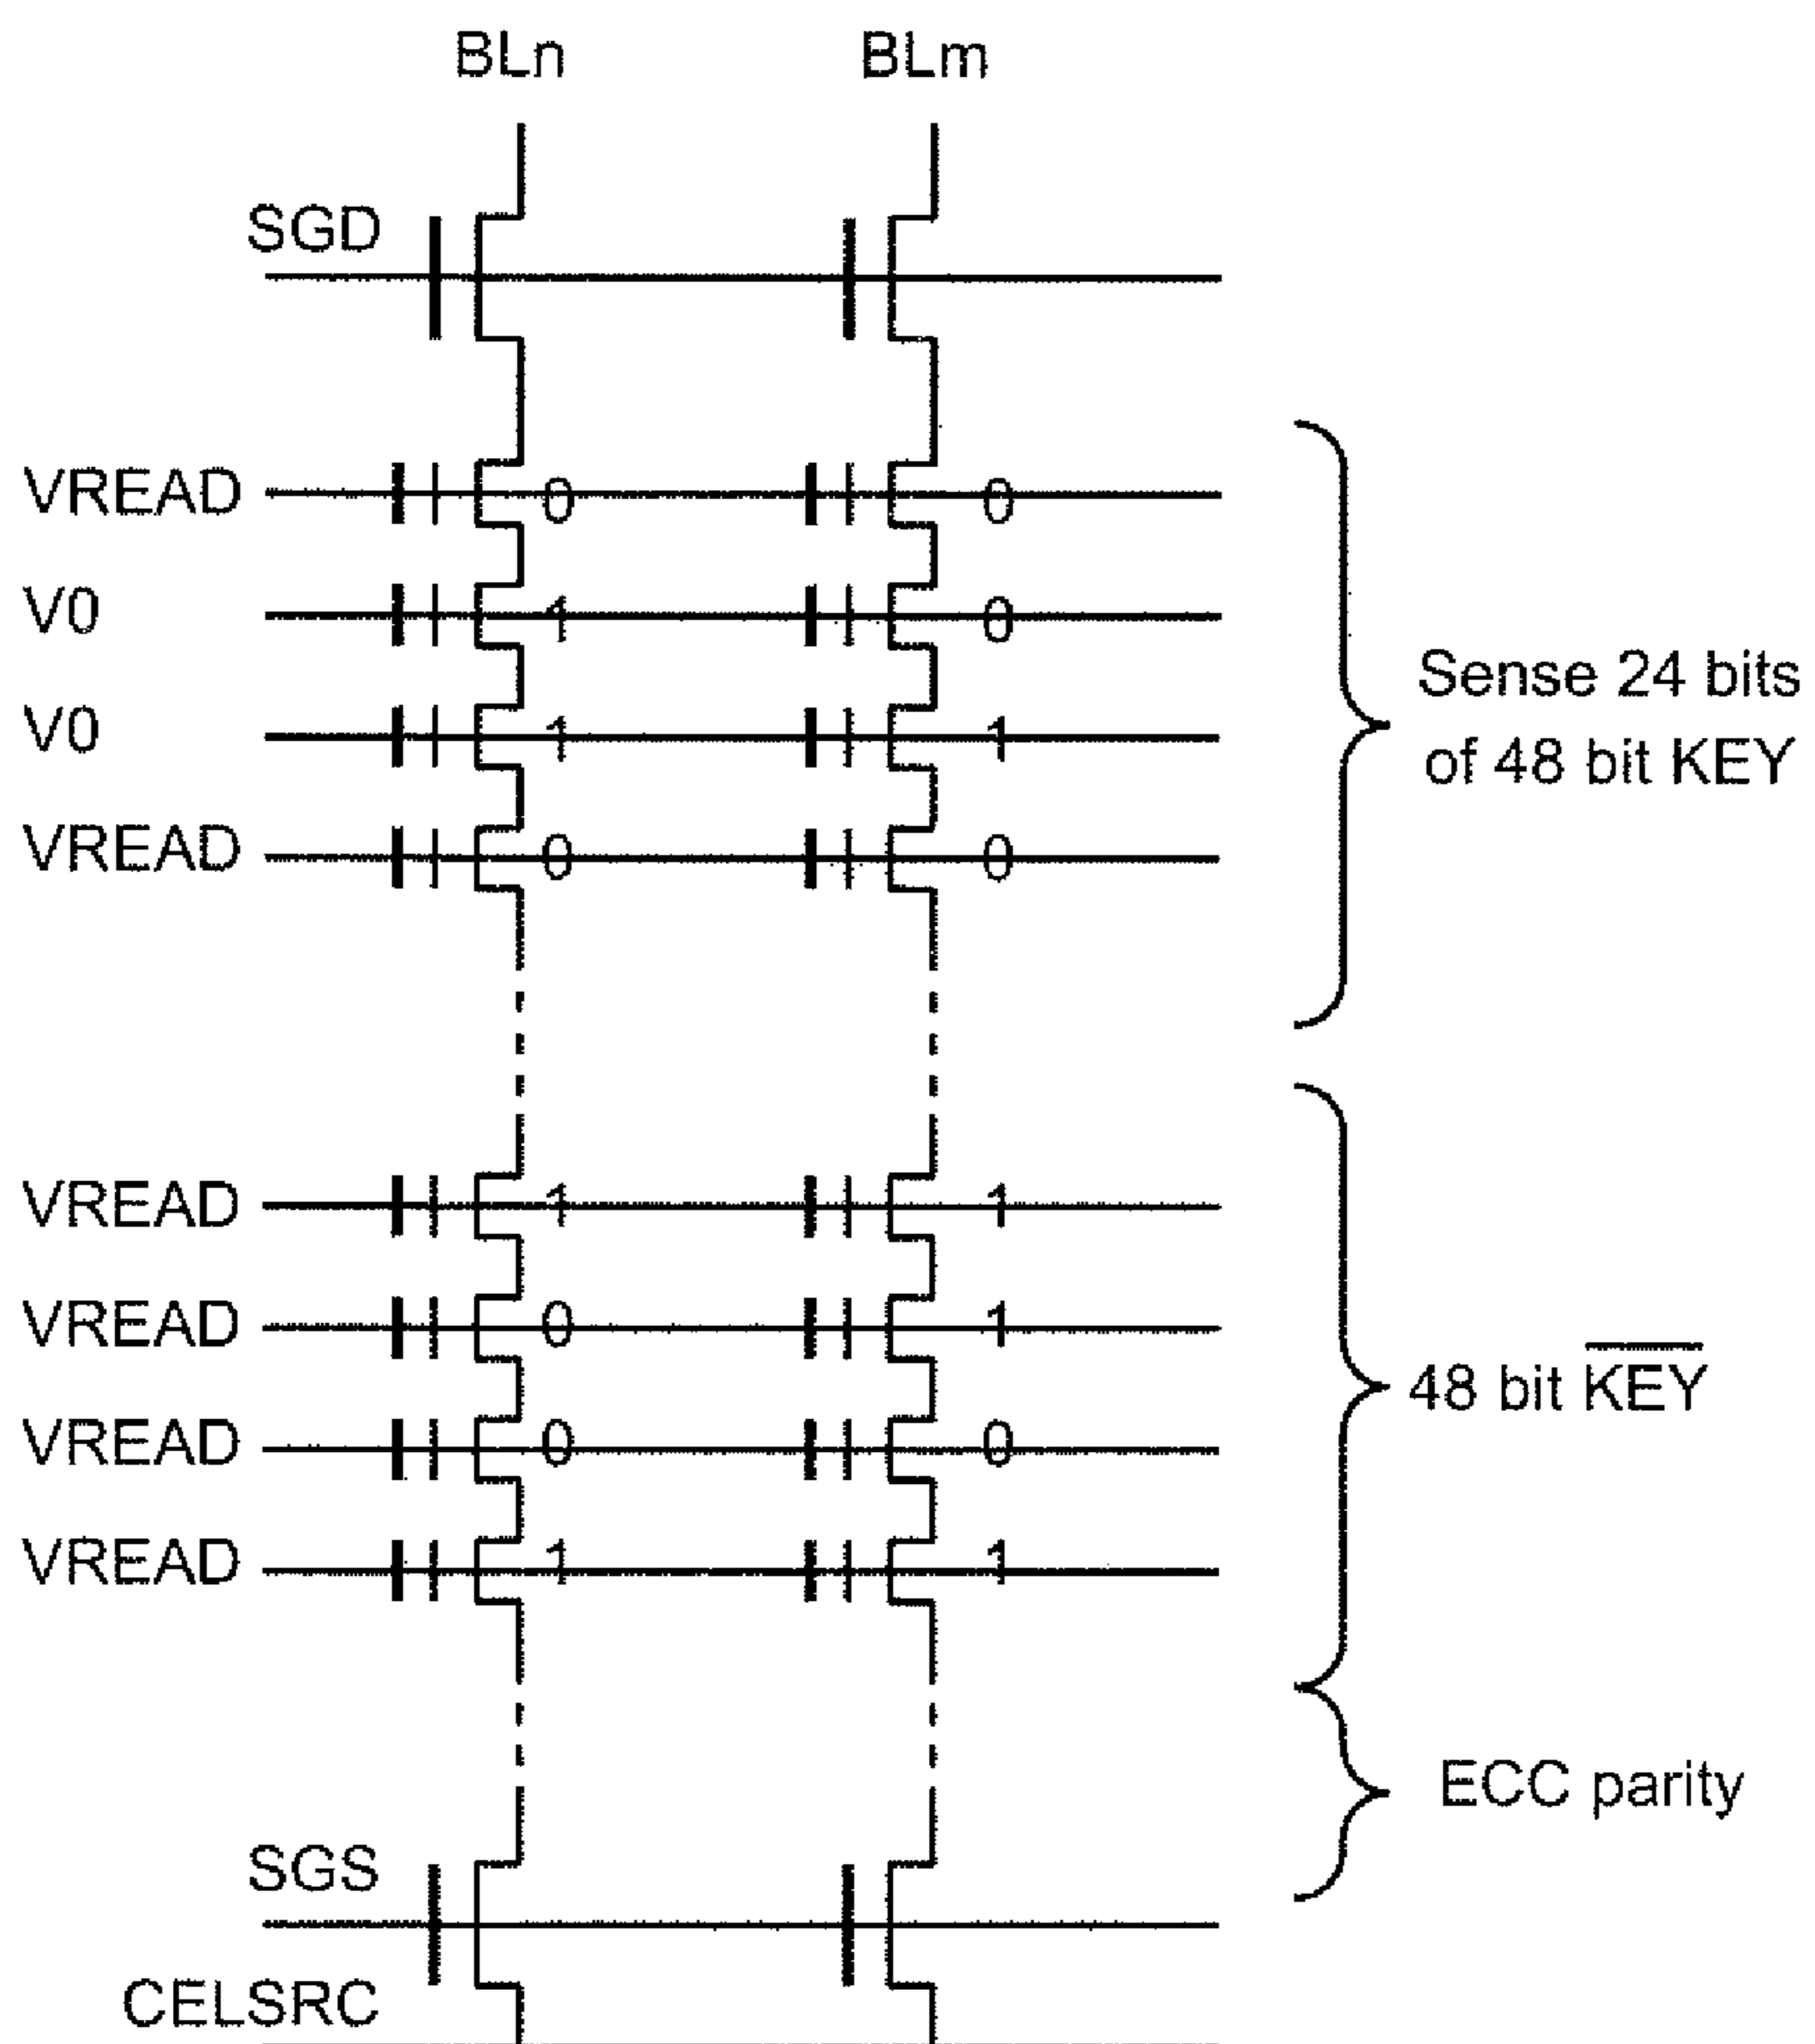 BLn BLm
SGD
VREAD 0 0
V0 1 0
V0 1 1
VREAD 0 0
Sense 24 bits
of 48 bit KEY
VREAD 1 1
VREAD 0 1
VREAD 0 0
VREAD 1 1
48 bit K̅E̅Y̅
ECC parity
SGS
CELSRC